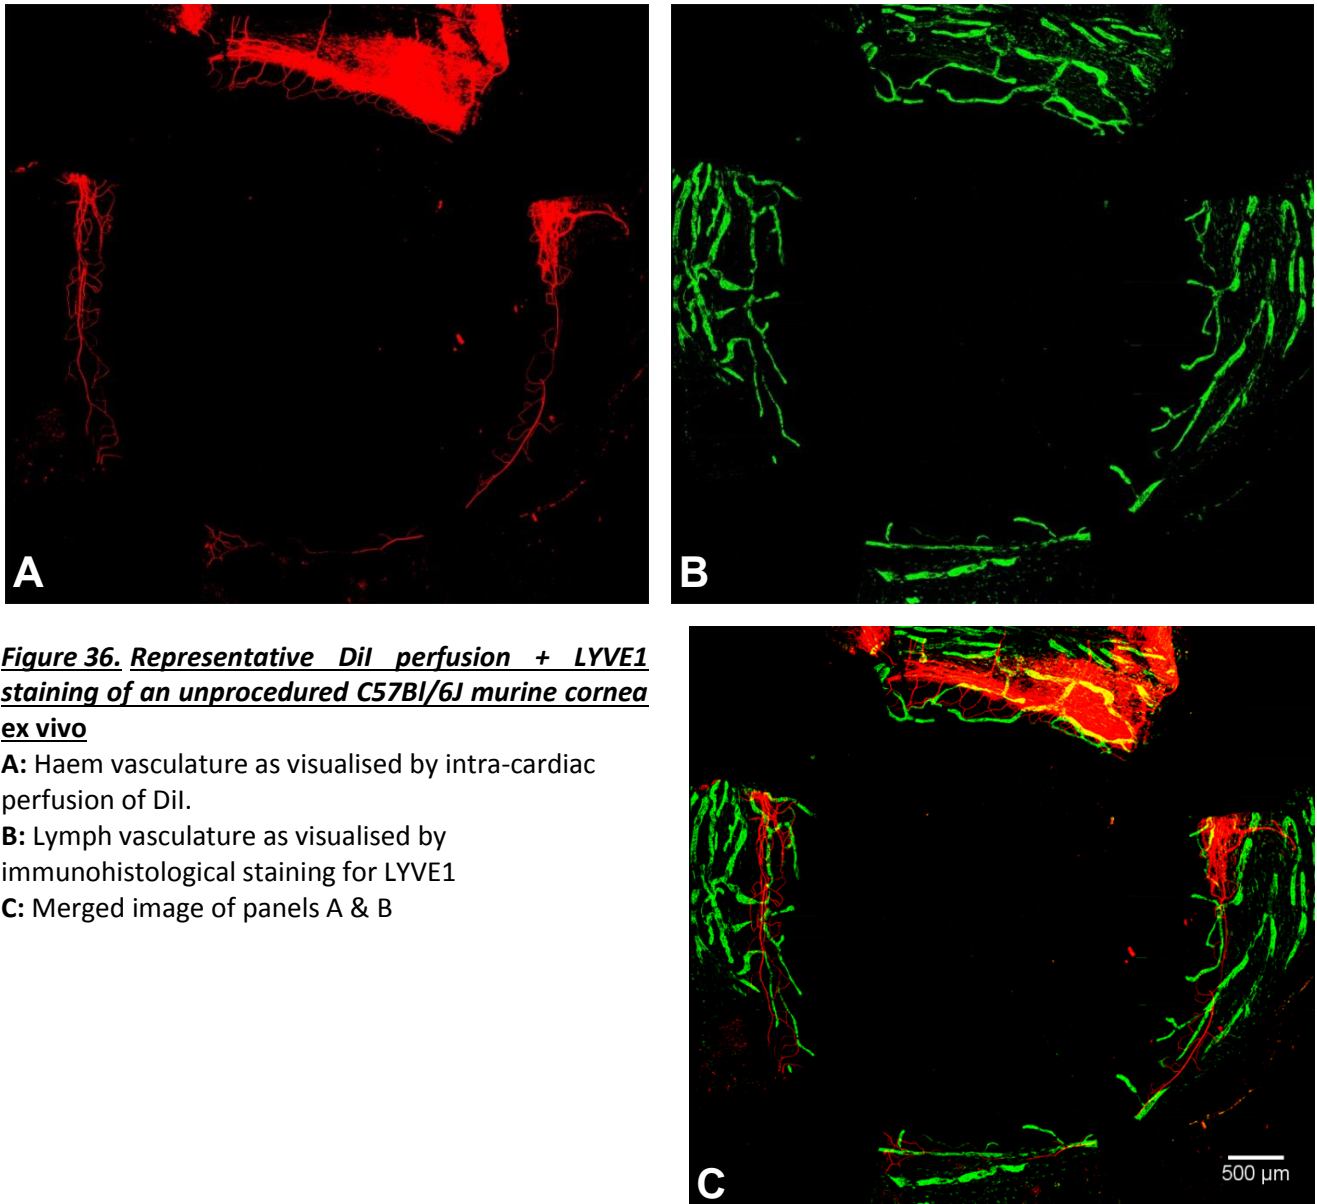 A
B
Figure 36. Representative DiI perfusion + LYVE1
staining of an unprocedured C57Bl/6J murine cornea
ex vivo
A: Haem vasculature as visualised by intra-cardiac
perfusion of DiI.
B: Lymph vasculature as visualised by
immunohistological staining for LYVE1
C: Merged image of panels A & B
500 µm
C